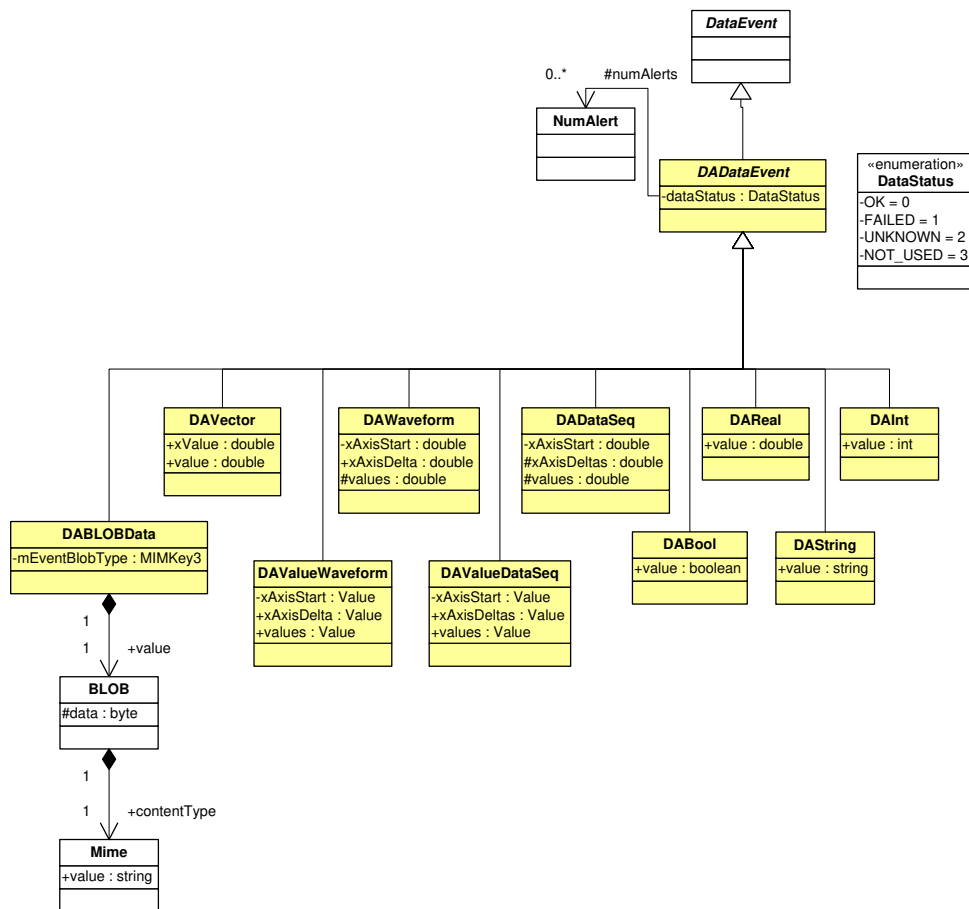 DataEvent
0..*
#numAlerts
NumAlert
DADataEvent
-dataStatus : DataStatus
«enumeration»
DataStatus
-OK = 0
-FAILED = 1
-UNKNOWN = 2
-NOT_USED = 3
DAVector
+xValue : double
+value : double
DAWaveform
-xAxisStart : double
+xAxisDelta : double
#values : double
DADataSeq
-xAxisStart : double
#xAxisDeltas : double
#values : double
DAReal
+value : double
DAInt
+value : int
DABLOBData
-mEventBlobType : MIMKey3
DAValueWaveform
-xAxisStart : Value
+xAxisDelta : Value
+values : Value
DAValueDataSeq
-xAxisStart : Value
+xAxisDeltas : Value
+values : Value
DABool
+value : boolean
DAString
+value : string
1
1
+value
BLOB
#data : byte
1
1
+contentType
Mime
+value : string